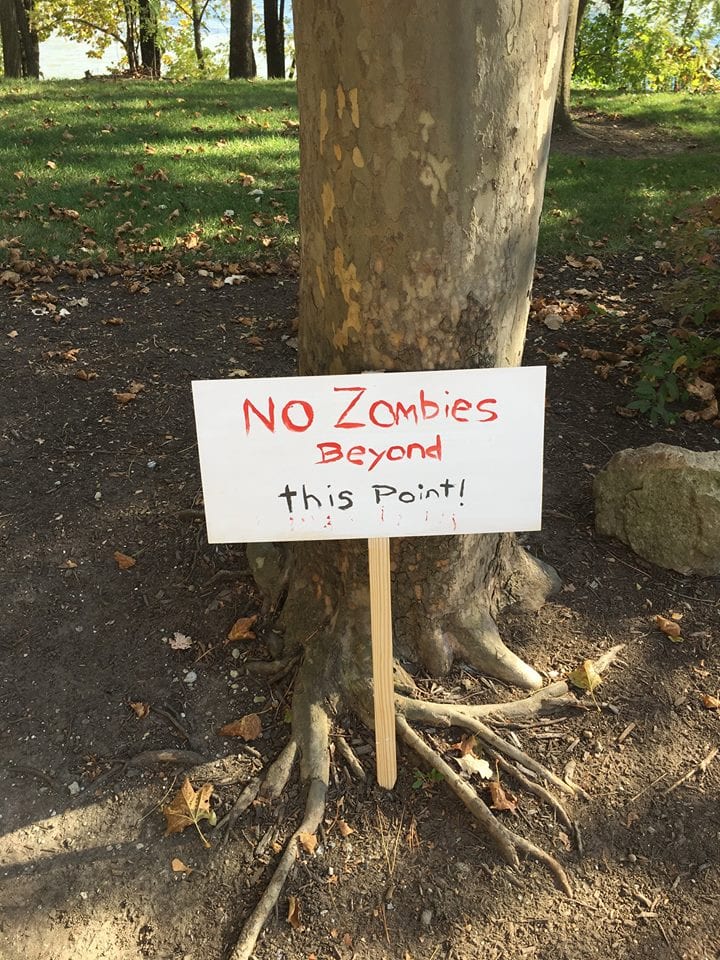 No Zombies
Beyond
this Point!